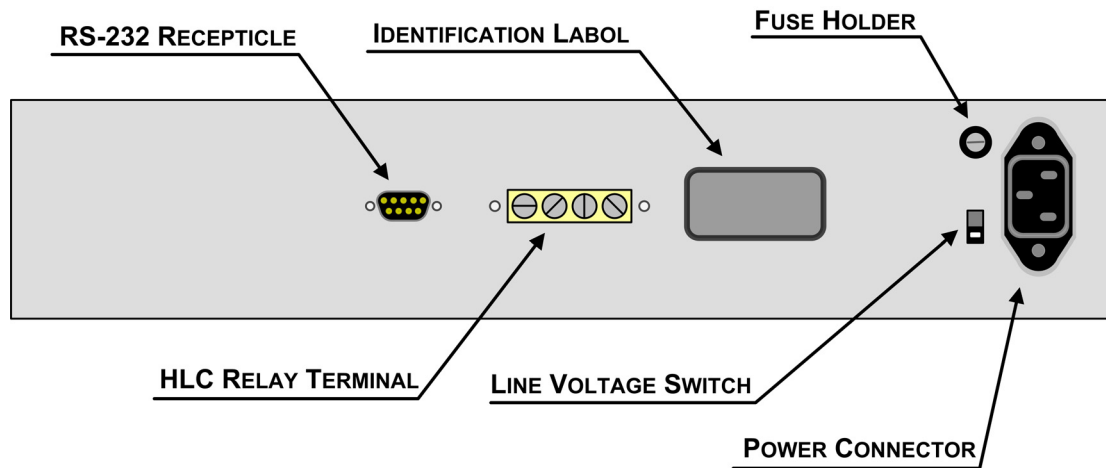 RS-232 RECEPTICLE
IDENTIFICATION LABOL
FUSE HOLDER
HLC RELAY TERMINAL
LINE VOLTAGE SWITCH
POWER CONNECTOR